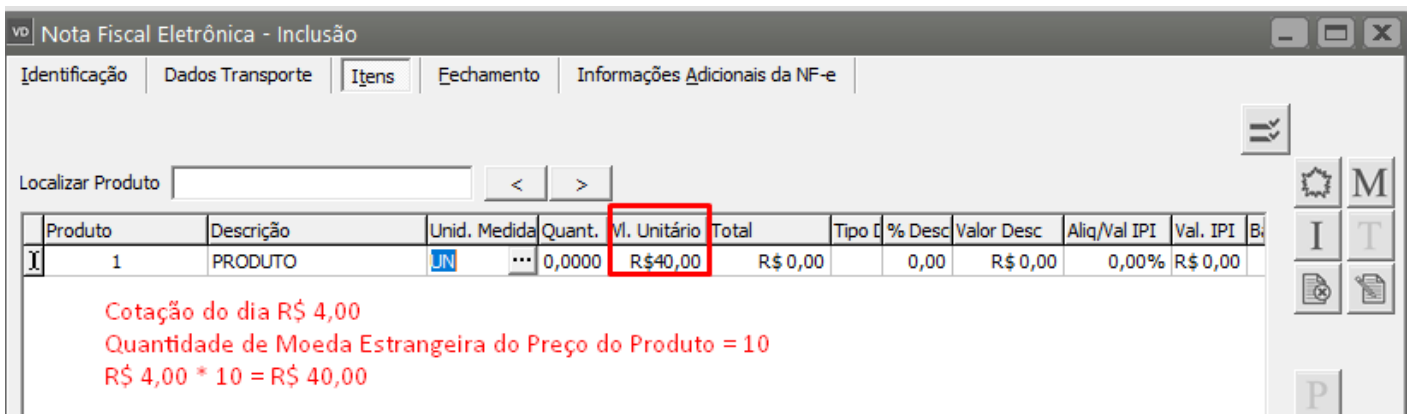 VD Nota Fiscal Eletrônica - Inclusão
Identificação Dados Transporte Itens Fechamento Informações Adicionais da NF-e
Localizar Produto < >
Produto Descrição Unid. Medida Quant. Vl. Unitário Total Tipo D % Desc Valor Desc Aliq/Val IPI Val. IPI Ba
1 PRODUTO UN ... 0,0000 R$40,00 R$ 0,00 0,00 R$ 0,00 0,00% R$ 0,00
M
I T
Cotação do dia R$ 4,00
Quantidade de Moeda Estrangeira do Preço do Produto = 10
R$ 4,00 * 10 = R$ 40,00
P